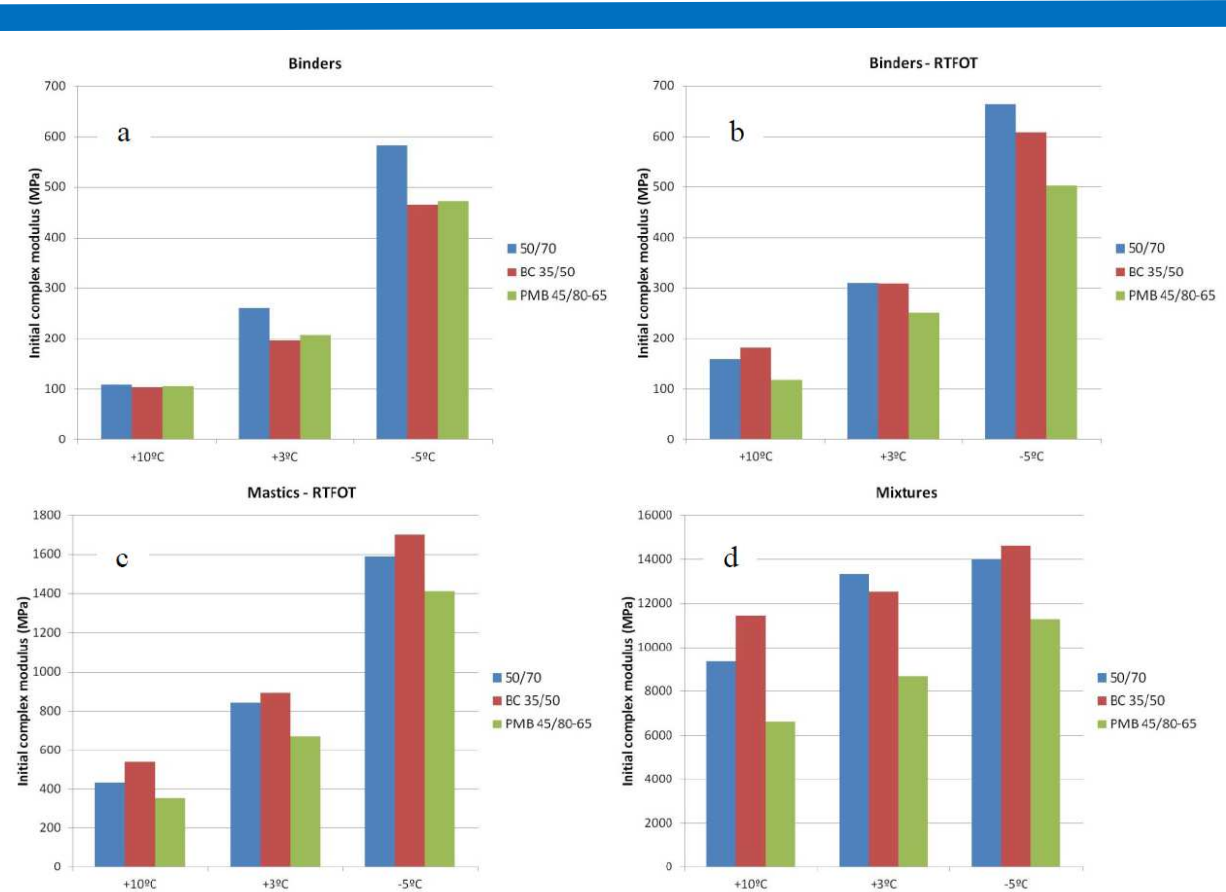 Binders
Initial complex modulus (MPa)
700
600
500
400
300
200
100
0
a
+10ºC
+3ºC
-5ºC
50/70
BC 35/50
PMB 45/80-65
Binders - RTFOT
Initial complex modulus (MPa)
700
600
500
400
300
200
100
0
b
+10ºC
+3ºC
-5ºC
50/70
BC 35/50
PMB 45/80-65
Mastics - RTFOT
Initial complex modulus (MPa)
1800
1600
1400
1200
1000
800
600
400
200
0
c
+10ºC
+3ºC
-5ºC
50/70
BC 35/50
PMB 45/80-65
Mixtures
Initial complex modulus (MPa)
16000
14000
12000
10000
8000
6000
4000
2000
0
d
+10ºC
+3ºC
-5ºC
50/70
BC 35/50
PMB 45/80-65